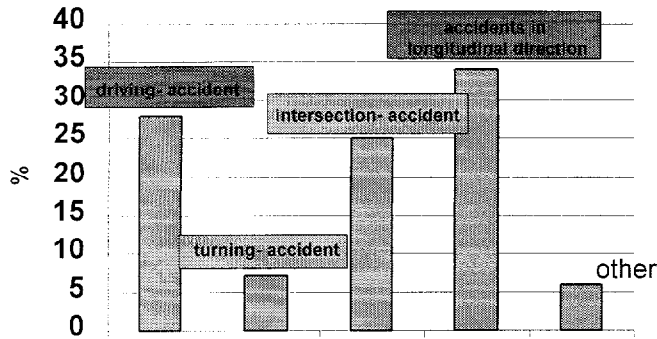 40
35
30
25
20
15
10
5
0
%
accidents in
longitudinal direction
driving- accident
intersection- accident
turning- accident
other